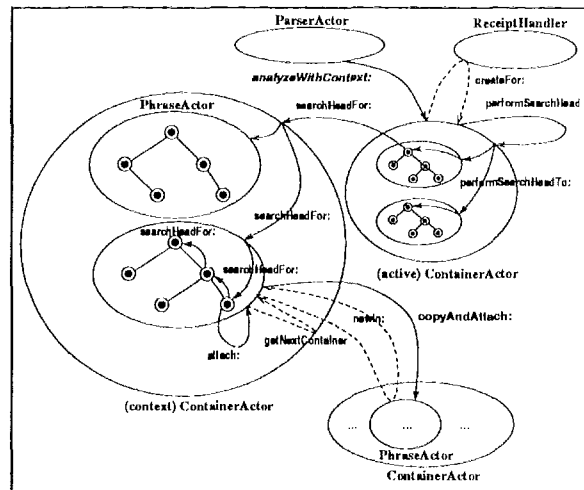 ParserActor
ReceiptHandler
analyzeWithContext:
createFor:
PhraseActor
searchHeadFor:
performSearchHead
performSearchHeadTo:
searchHeadFor:
searchHeadFor:
searchHeadFor:
(active) ContainerActor
newIn:
copyAndAttach:
attach:
getNextContainer
(context) ContainerActor
... ... ...
PhraseActor
ContainerActor